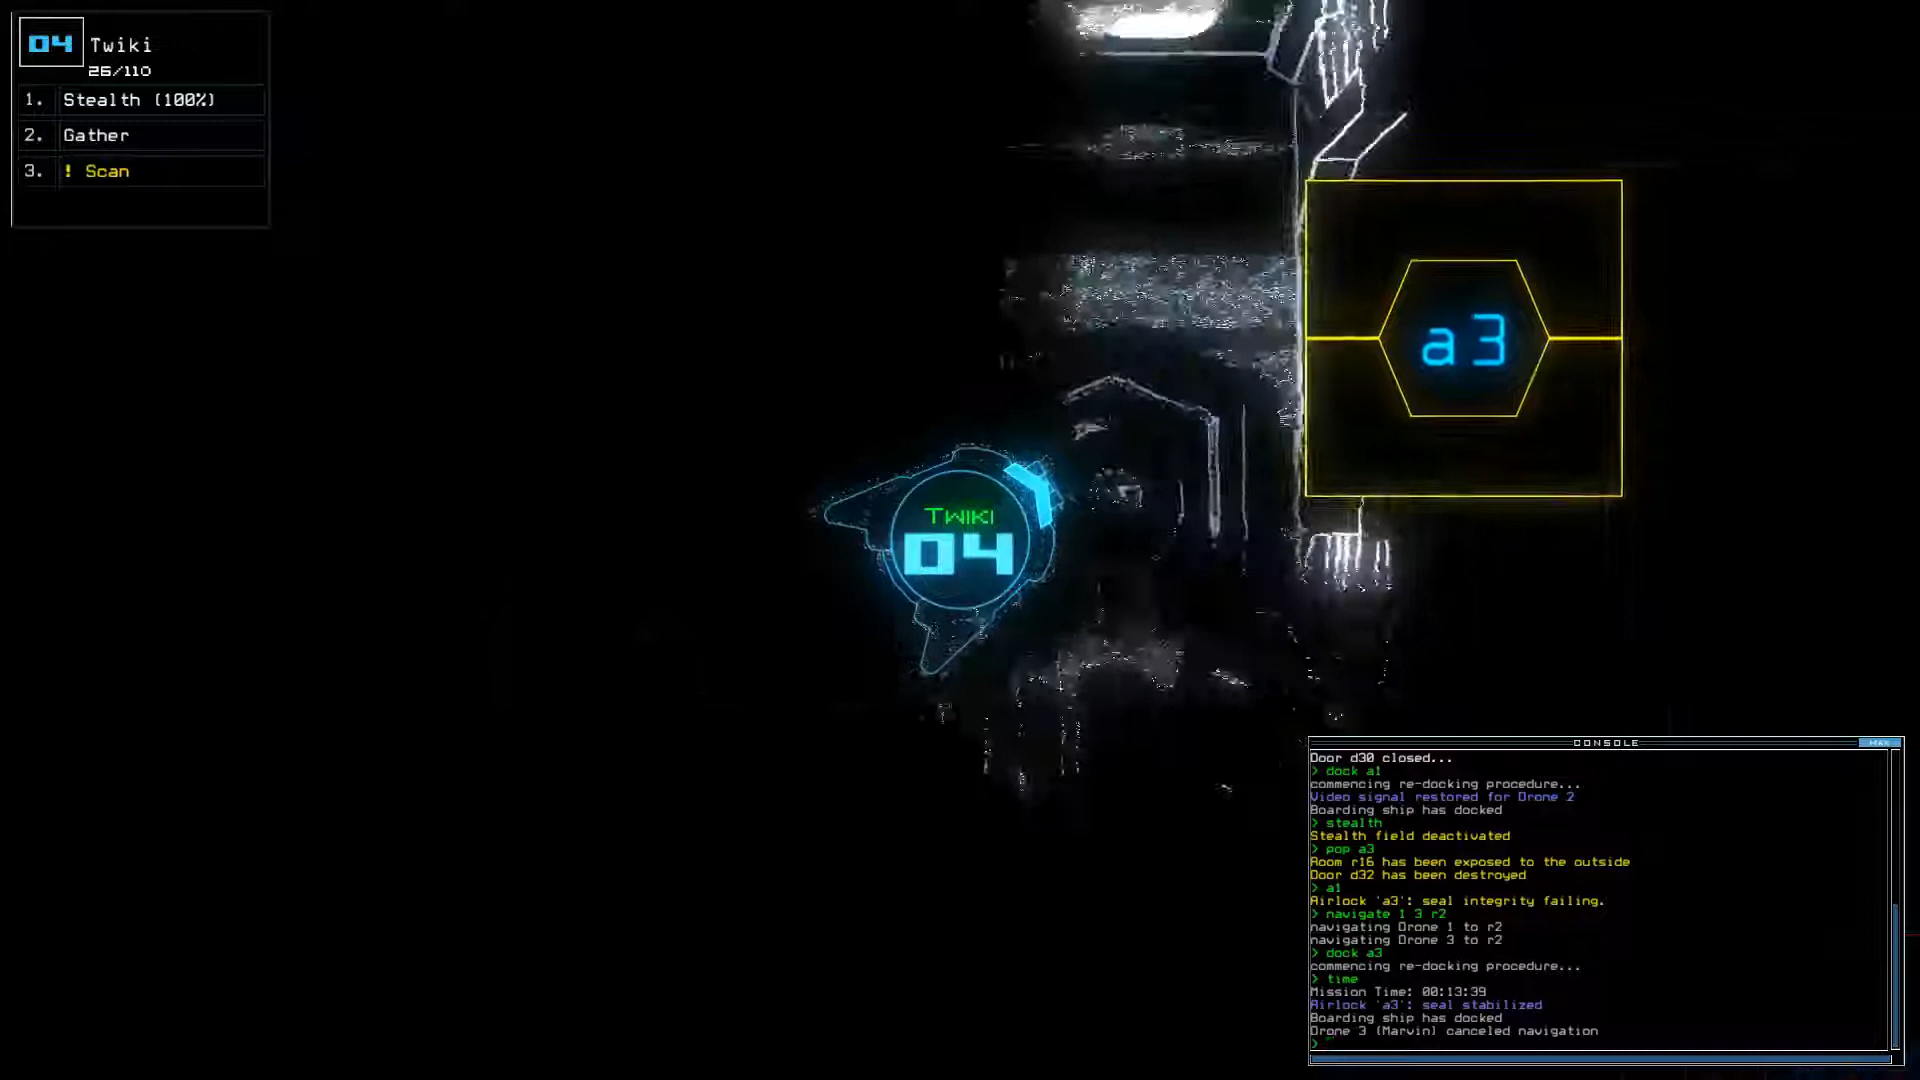 04 Twiki
26/110
1. Stealth (100%)
2. Gather
3. ! Scan
a3
TWIKI
04
CONSOLE
MAX
Door d30 closed...
> dock a1
commencing re-docking procedure...
Video signal restored for Drone 2
Boarding ship has docked
> stealth
Stealth field deactivated
> pop a3
Room r16 has been exposed to the outside
Door d32 has been destroyed
> a1
Airlock 'a3': seal integrity failing.
> navigate 1 3 r2
navigating Drone 1 to r2
navigating Drone 3 to r2
> dock a3
commencing re-docking procedure...
> time
Mission Time: 00:13:39
Airlock 'a3': seal stabilized
Boarding ship has docked
Drone 3 (Marvin) canceled navigation
>